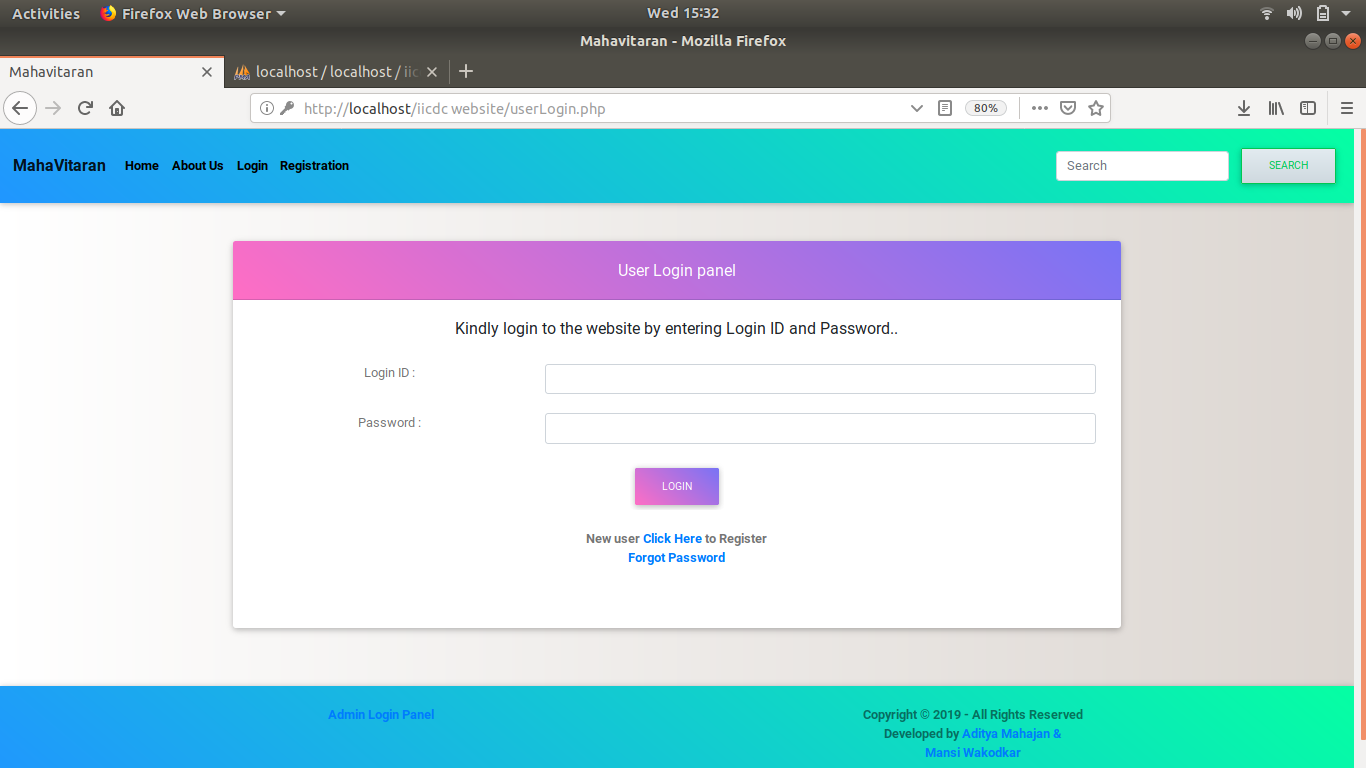 Activities Firefox Web Browser Wed 15:32
Mahavitaran - Mozilla Firefox
Mahavitaran localhost / localhost / iic
http://localhost/iicdc website/userLogin.php 80%
MahaVitaran Home About Us Login Registration Search SEARCH
User Login panel
Kindly login to the website by entering Login ID and Password..
Login ID :
Password :
LOGIN
New user Click Here to Register
Forgot Password
Admin Login Panel Copyright © 2019 - All Rights Reserved
Developed by Aditya Mahajan &
Mansi Wakodkar